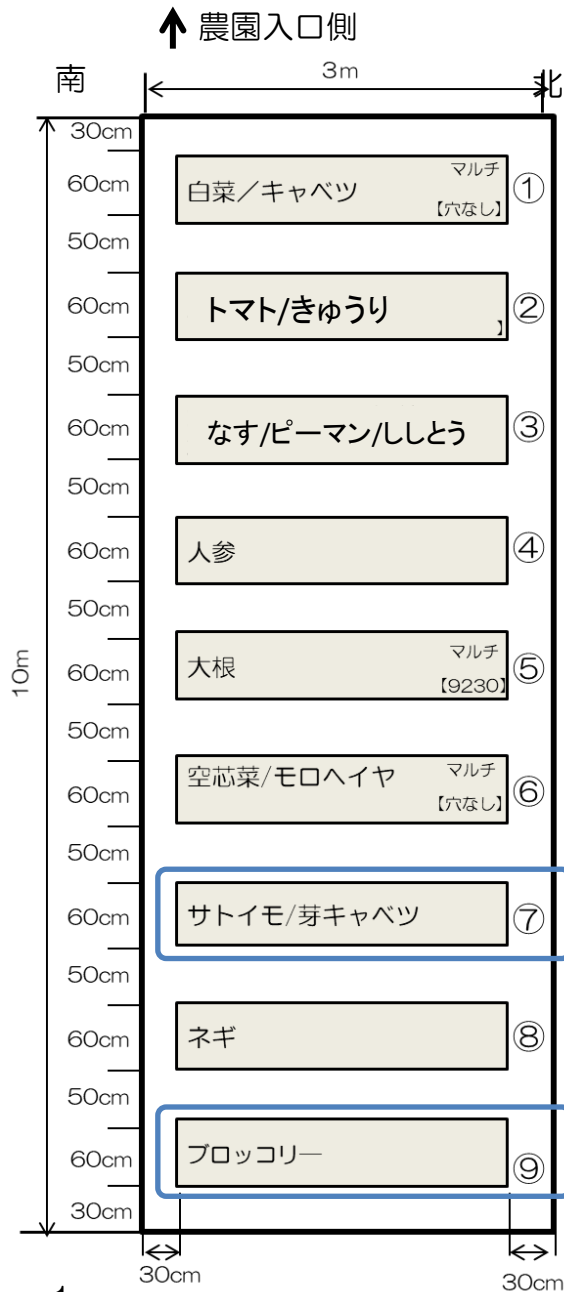 農園入口側
南
3m
北
30cm
60cm
白菜／キャベツ
マルチ
【穴なし】
①
50cm
60cm
トマト/きゅうり
】
②
50cm
60cm
なす/ピーマン/ししとう
③
50cm
60cm
人参
④
50cm
10m
60cm
大根
マルチ
【9230】
⑤
50cm
60cm
空芯菜/モロヘイヤ
マルチ
【穴なし】
⑥
50cm
60cm
サトイモ/芽キャベツ
⑦
50cm
60cm
ネギ
⑧
50cm
60cm
ブロッコリー
⑨
30cm
30cm
30cm